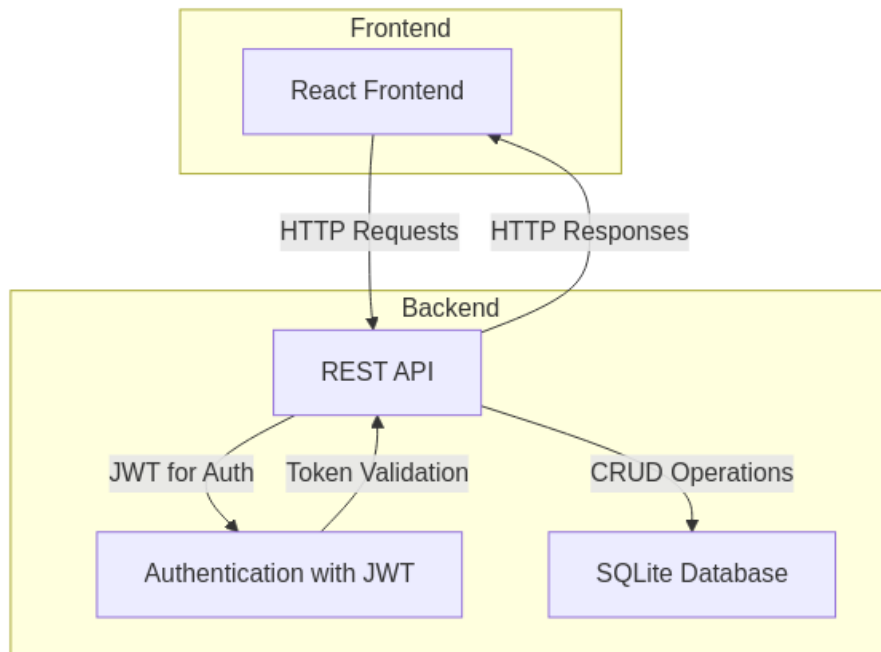 Frontend
React Frontend
HTTP Requests
HTTP Responses
Backend
REST API
JWT for Auth
Token Validation
CRUD Operations
Authentication with JWT
SQLite Database